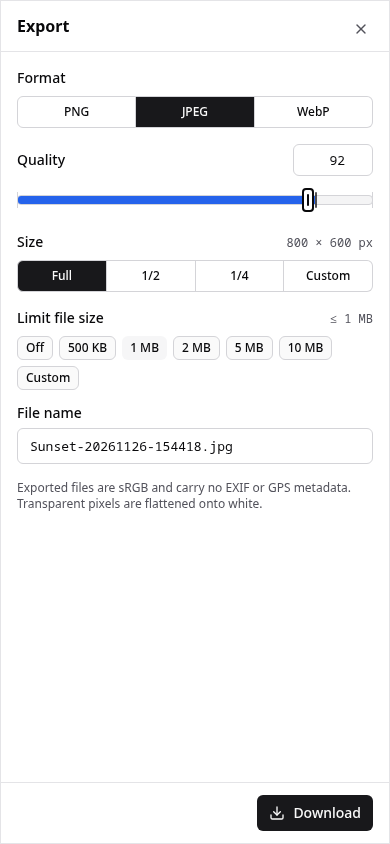 Export
Format
PNG JPEG WebP
Quality 92
Size 800 × 600 px
Full 1/2 1/4 Custom
Limit file size ≤ 1 MB
Off 500 KB 1 MB 2 MB 5 MB 10 MB
Custom
File name
Sunset-20261126-154418.jpg
Exported files are sRGB and carry no EXIF or GPS metadata.
Transparent pixels are flattened onto white.
Download